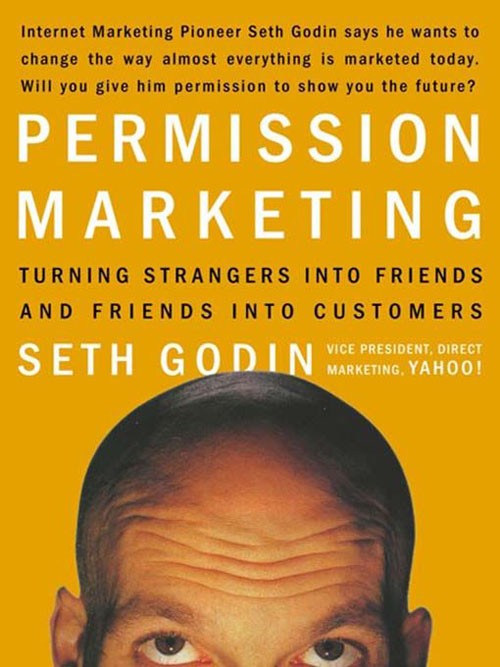 Internet Marketing Pioneer Seth Godin says he wants to
change the way almost everything is marketed today.
Will you give him permission to show you the future?
PERMISSION
MARKETING
TURNING STRANGERS INTO FRIENDS
AND FRIENDS INTO CUSTOMERS
SETH GODIN VICE PRESIDENT, DIRECT
MARKETING, YAHOO!